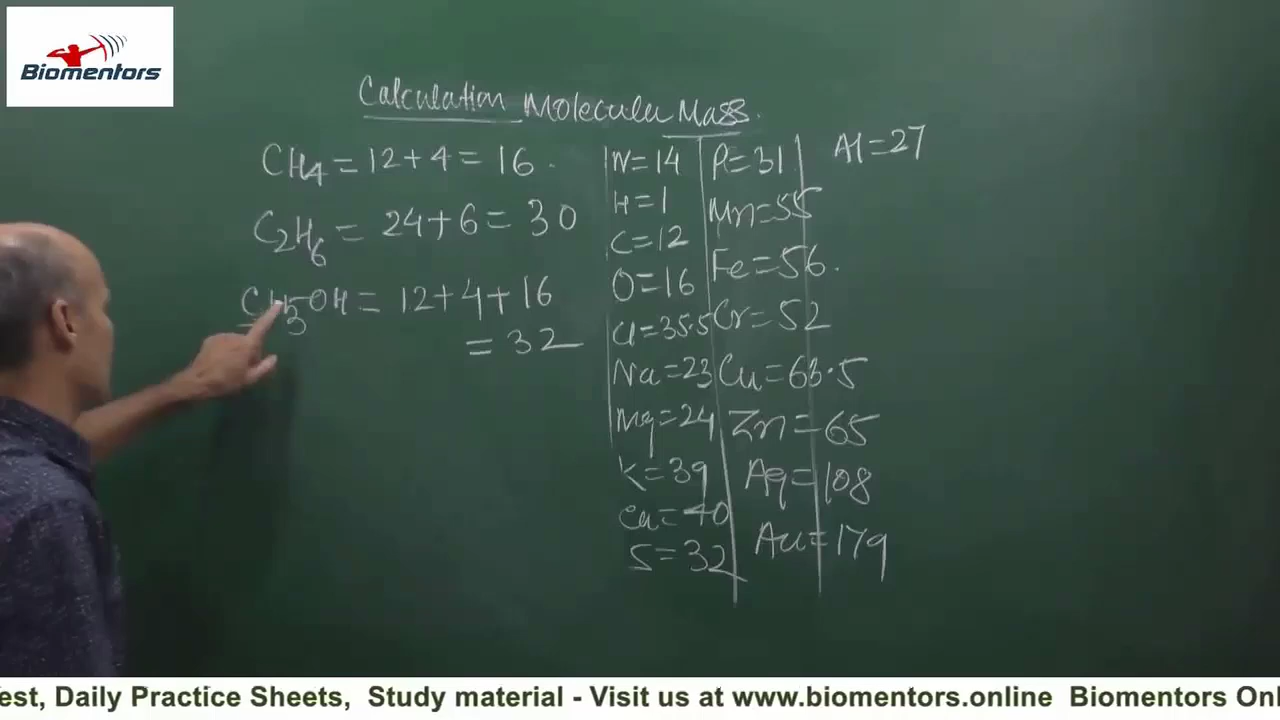 Biomentors
Calculation Molecular Mass.
CH4 = 12 + 4 = 16.
C2H6 = 24 + 6 = 30
CH3OH = 12 + 4 + 16
= 32
N = 14
H = 1
C = 12
O = 16
Cl = 35.5
Na = 23
Mg = 24
K = 39
Ca = 40
S = 32
P = 31
Mn = 55
Fe = 56.
Cr = 52
Cu = 63.5
Zn = 65
Ag = 108
Au = 179
Al = 27
est, Daily Practice Sheets, Study material - Visit us at www.biomentors.online Biomentors Onl